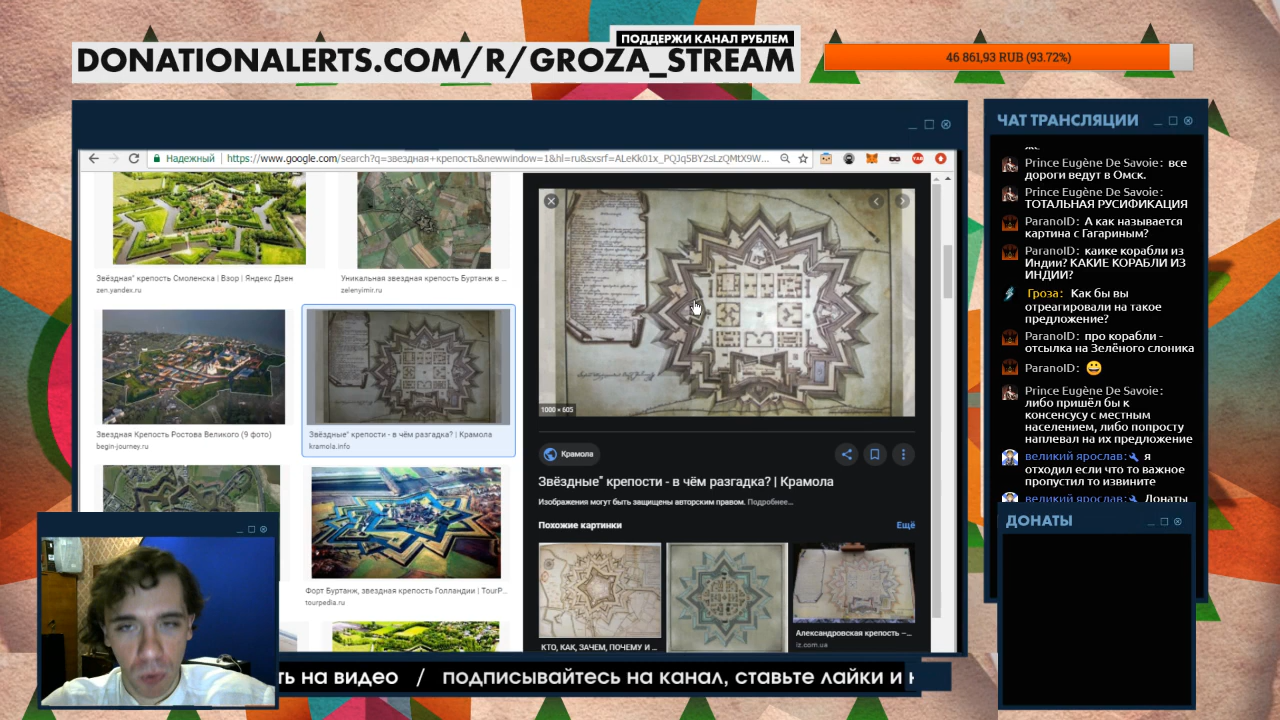 ПОДДЕРЖИ КАНАЛ РУБЛЕМ
DONATIONALERTS.COM/R/GROZA_STREAM
46 861,93 RUB (93.72%)
Надежный
https://www.google.com/search?q=звездная+крепость&newwindow=1&hl=ru&sxsrf=ALeKk01x_PQJq5BY2sLzQMtX9W...
Звёздная" крепость Смоленска | Взор | Яндекс Дзен
zen.yandex.ru
Уникальная звездная крепость Буртанж в ...
zelenyimir.ru
Звездная Крепость Ростова Великого (9 фото)
begin-journey.ru
Звёздные" крепости - в чём разгадка? | Крамола
kramola.info
Форт Буртанж, звездная крепость Голландии | TourP...
tourpedia.ru
1000 × 605
Крамола
Звёздные" крепости - в чём разгадка? | Крамола
Изображения могут быть защищены авторским правом. Подробнее...
Похожие картинки
Ещё
КТО, КАК, ЗАЧЕМ, ПОЧЕМУ И ...
Александровская крепость –...
iz.com.ua
ЧАТ ТРАНСЛЯЦИИ
Prince Eugène De Savoie: все
дороги ведут в Омск.
Prince Eugène De Savoie:
ТОТАЛЬНАЯ РУСИФИКАЦИЯ
ParanoID: А как называется
картина с Гагариным?
ParanoID: каике корабли из
Индии? КАКИЕ КОРАБЛИ ИЗ
ИНДИИ?
Гроза: Как бы вы
отреагировали на такое
предложение?
ParanoID: про корабли -
отсылка на Зелёного слоника
ParanoID: 😀
Prince Eugène De Savoie:
либо пришёл бы к
консенсусу с местным
населением, либо попросту
наплевал на их предложение
великий ярослав: я
отходил если что то важное
пропустил то извините
великий ярослав: Донаты
ДОНАТЫ
ть на видео / подписывайтесь на канал, ставьте лайки и